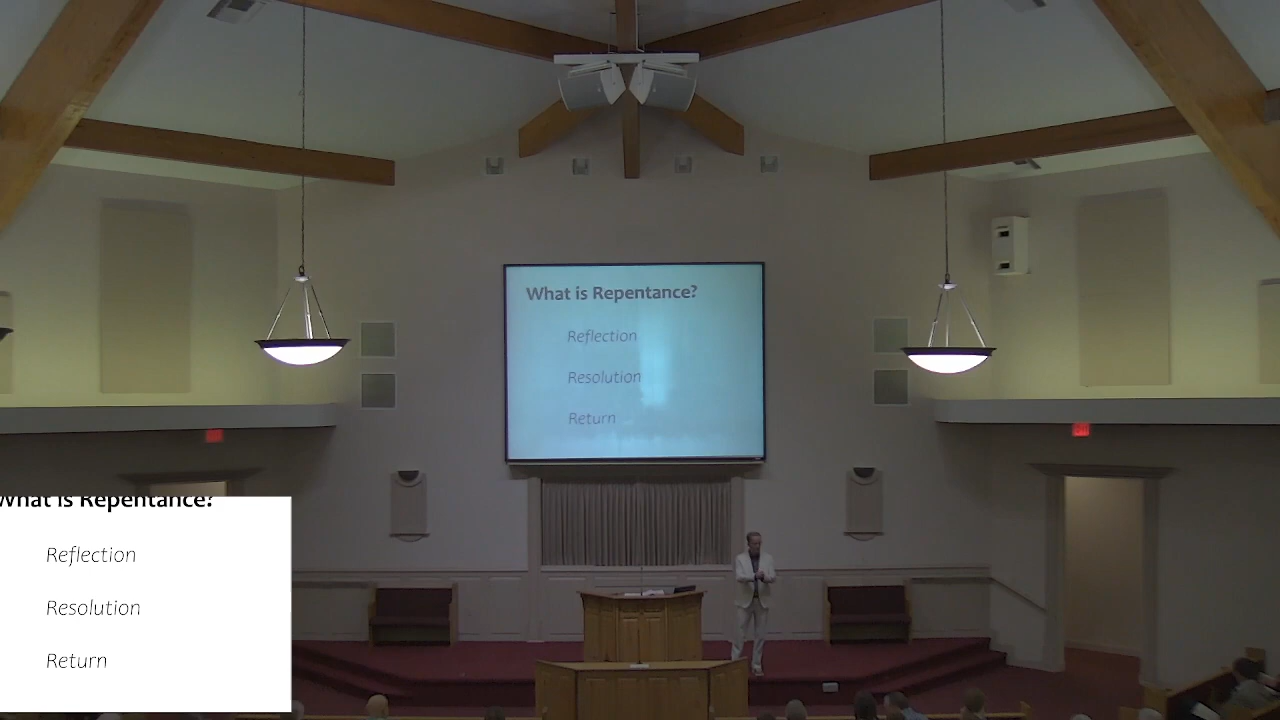 What is Repentance?
Reflection
Resolution
Return
What is Repentance?
Reflection
Resolution
Return